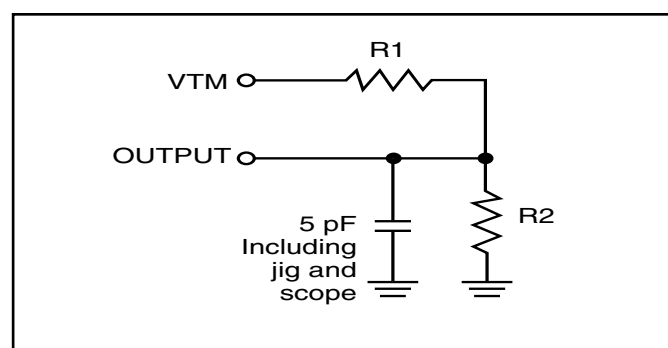 R1
VTM
OUTPUT
5 pF
Including
jig and
scope
R2